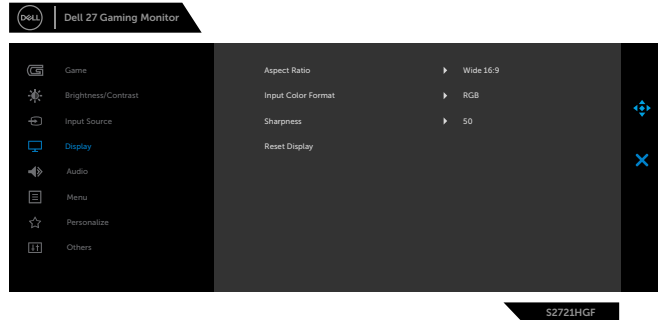 DELL Dell 27 Gaming Monitor
Game
Brightness/Contrast
Input Source
Display
Audio
Menu
Personalize
Others
Aspect Ratio Wide 16:9
Input Color Format RGB
Sharpness 50
Reset Display
S2721HGF